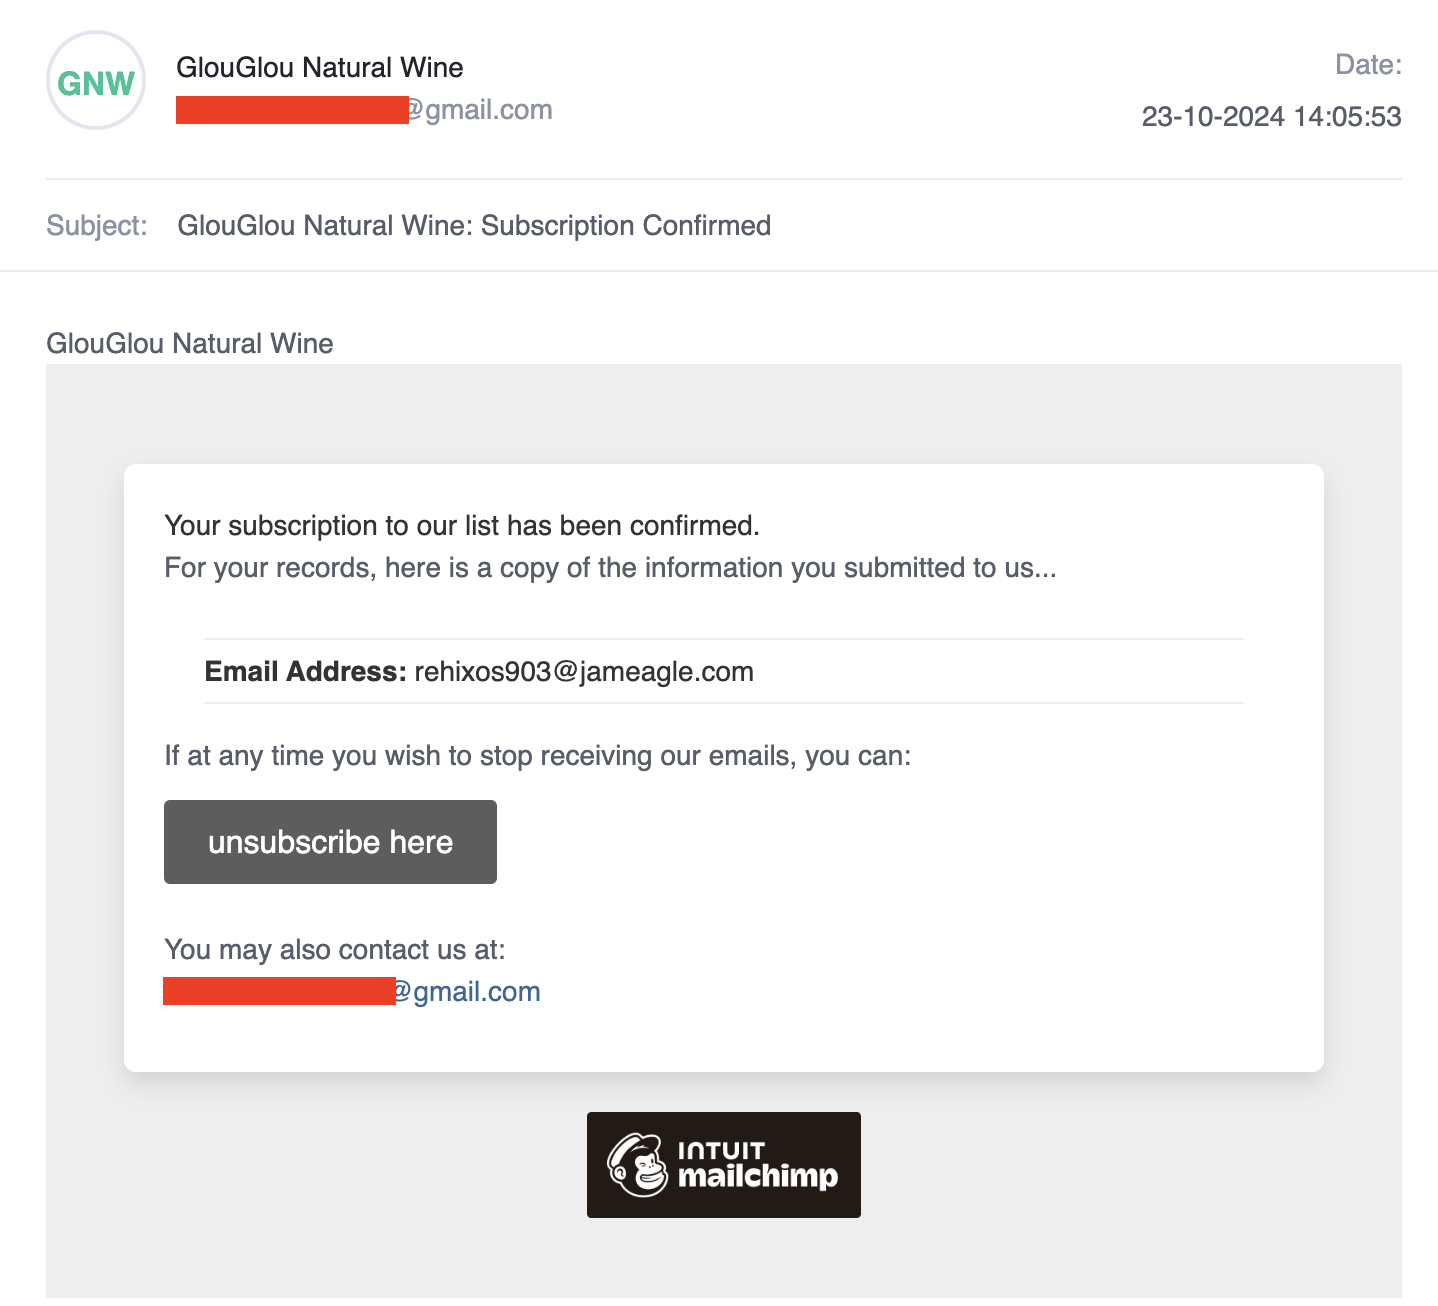 GNW
GlouGlou Natural Wine
@gmail.com
Date:
23-10-2024 14:05:53
Subject: GlouGlou Natural Wine: Subscription Confirmed
GlouGlou Natural Wine
Your subscription to our list has been confirmed.
For your records, here is a copy of the information you submitted to us...
Email Address: rehixos903@jameagle.com
If at any time you wish to stop receiving our emails, you can:
unsubscribe here
You may also contact us at:
@gmail.com
INTUIT
mailchimp